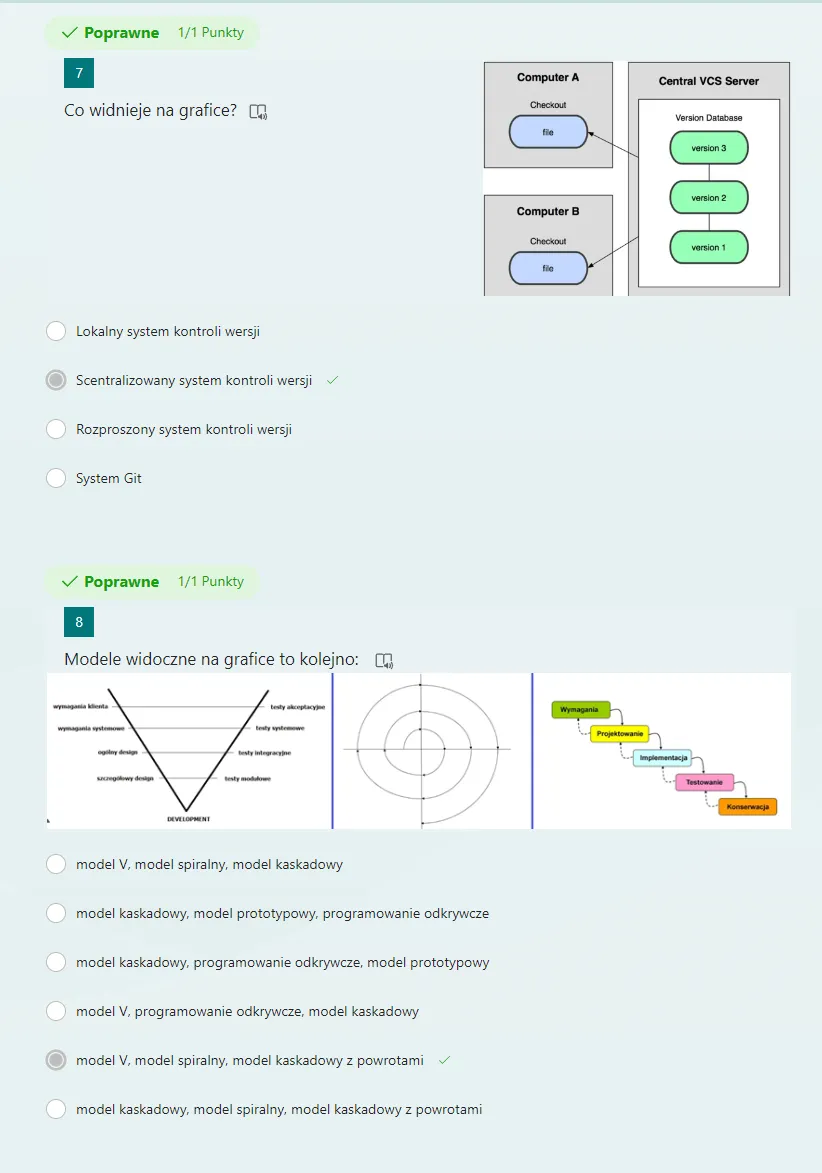 Poprawne 1/1 Punkty
7
Co widnieje na grafice?
Computer A
Checkout
file
Computer B
Checkout
file
Central VCS Server
Version Database
version 3
version 2
version 1
Lokalny system kontroli wersji
Scentralizowany system kontroli wersji
Rozproszony system kontroli wersji
System Git
Poprawne 1/1 Punkty
8
Modele widoczne na grafice to kolejno:
wymagania klienta testy akceptacyjne
wymagania systemowe testy systemowe
ogólny design testy integracyjne
szczegółowy design testy modułowe
DEVELOPMENT
Wymagania
Projektowanie
Implementacja
Testowanie
Konserwacja
model V, model spiralny, model kaskadowy
model kaskadowy, model prototypowy, programowanie odkrywcze
model kaskadowy, programowanie odkrywcze, model prototypowy
model V, programowanie odkrywcze, model kaskadowy
model V, model spiralny, model kaskadowy z powrotami
model kaskadowy, model spiralny, model kaskadowy z powrotami